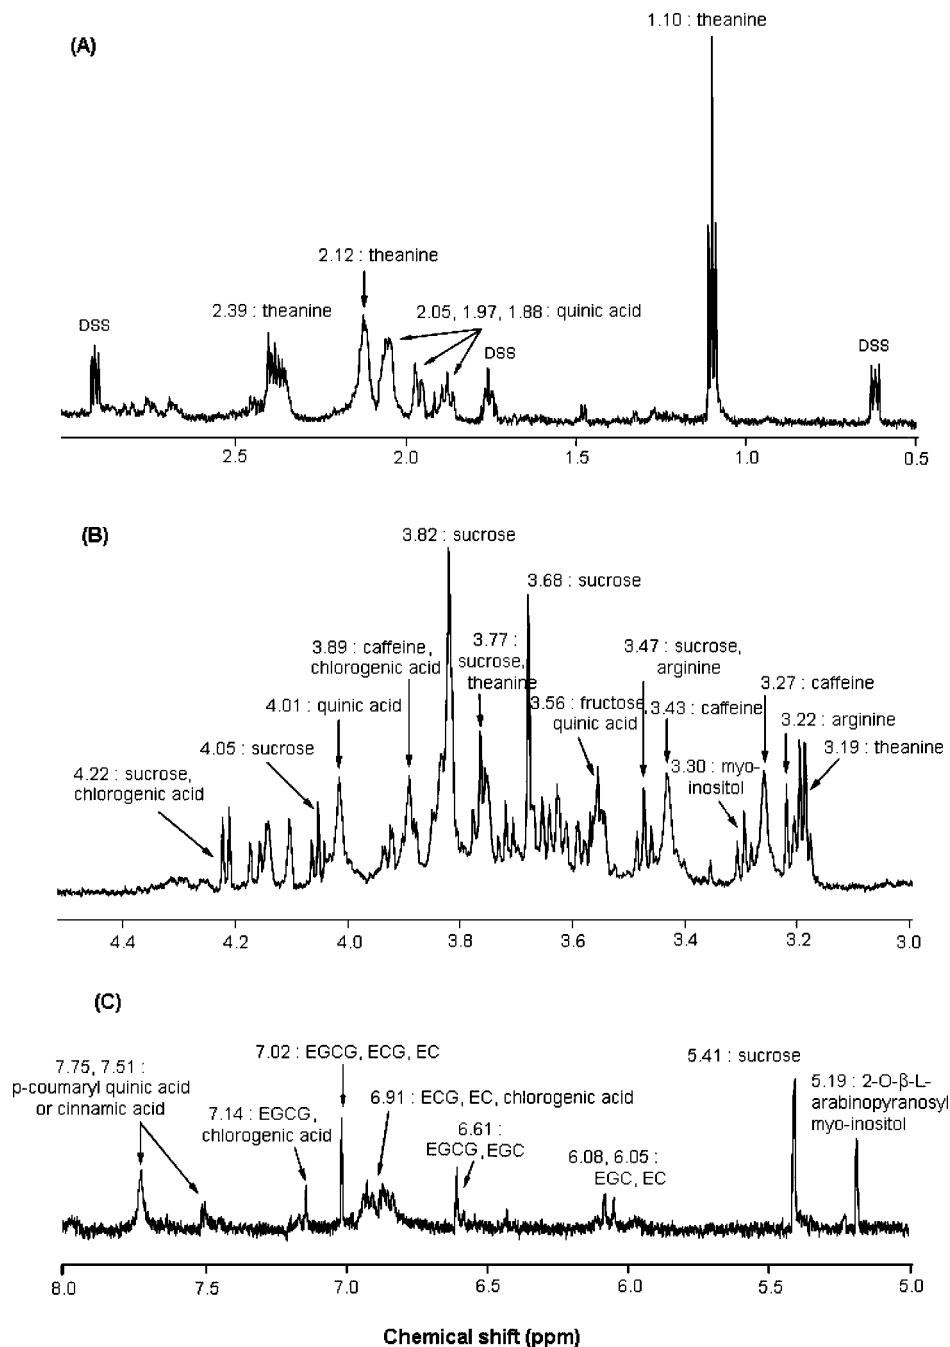 (A)
1.10 : theanine
2.12 : theanine
2.39 : theanine
2.05, 1.97, 1.88 : quinic acid
DSS
DSS
DSS
2.5
2.0
1.5
1.0
0.5
(B)
3.82 : sucrose
3.68 : sucrose
3.89 : caffeine,
chlorogenic acid
3.77 :
sucrose,
theanine
3.47 : sucrose,
arginine
4.01 : quinic acid
3.56 : fructose,
quinic acid
3.43 : caffeine
3.27 : caffeine
3.22 : arginine
3.19 : theanine
4.05 : sucrose
3.30 : myo-
inositol
4.22 : sucrose,
chlorogenic acid
4.4
4.2
4.0
3.8
3.6
3.4
3.2
3.0
(C)
7.75, 7.51 :
p-coumaryl quinic acid
or cinnamic acid
7.02 : EGCG, ECG, EC
7.14 : EGCG,
chlorogenic acid
6.91 : ECG, EC, chlorogenic acid
6.61 :
EGCG, EGC
6.08, 6.05 :
EGC, EC
5.41 : sucrose
5.19 : 2-O-β-L-
arabinopyranosyl
myo-inositol
8.0
7.5
7.0
6.5
6.0
5.5
5.0
Chemical shift (ppm)